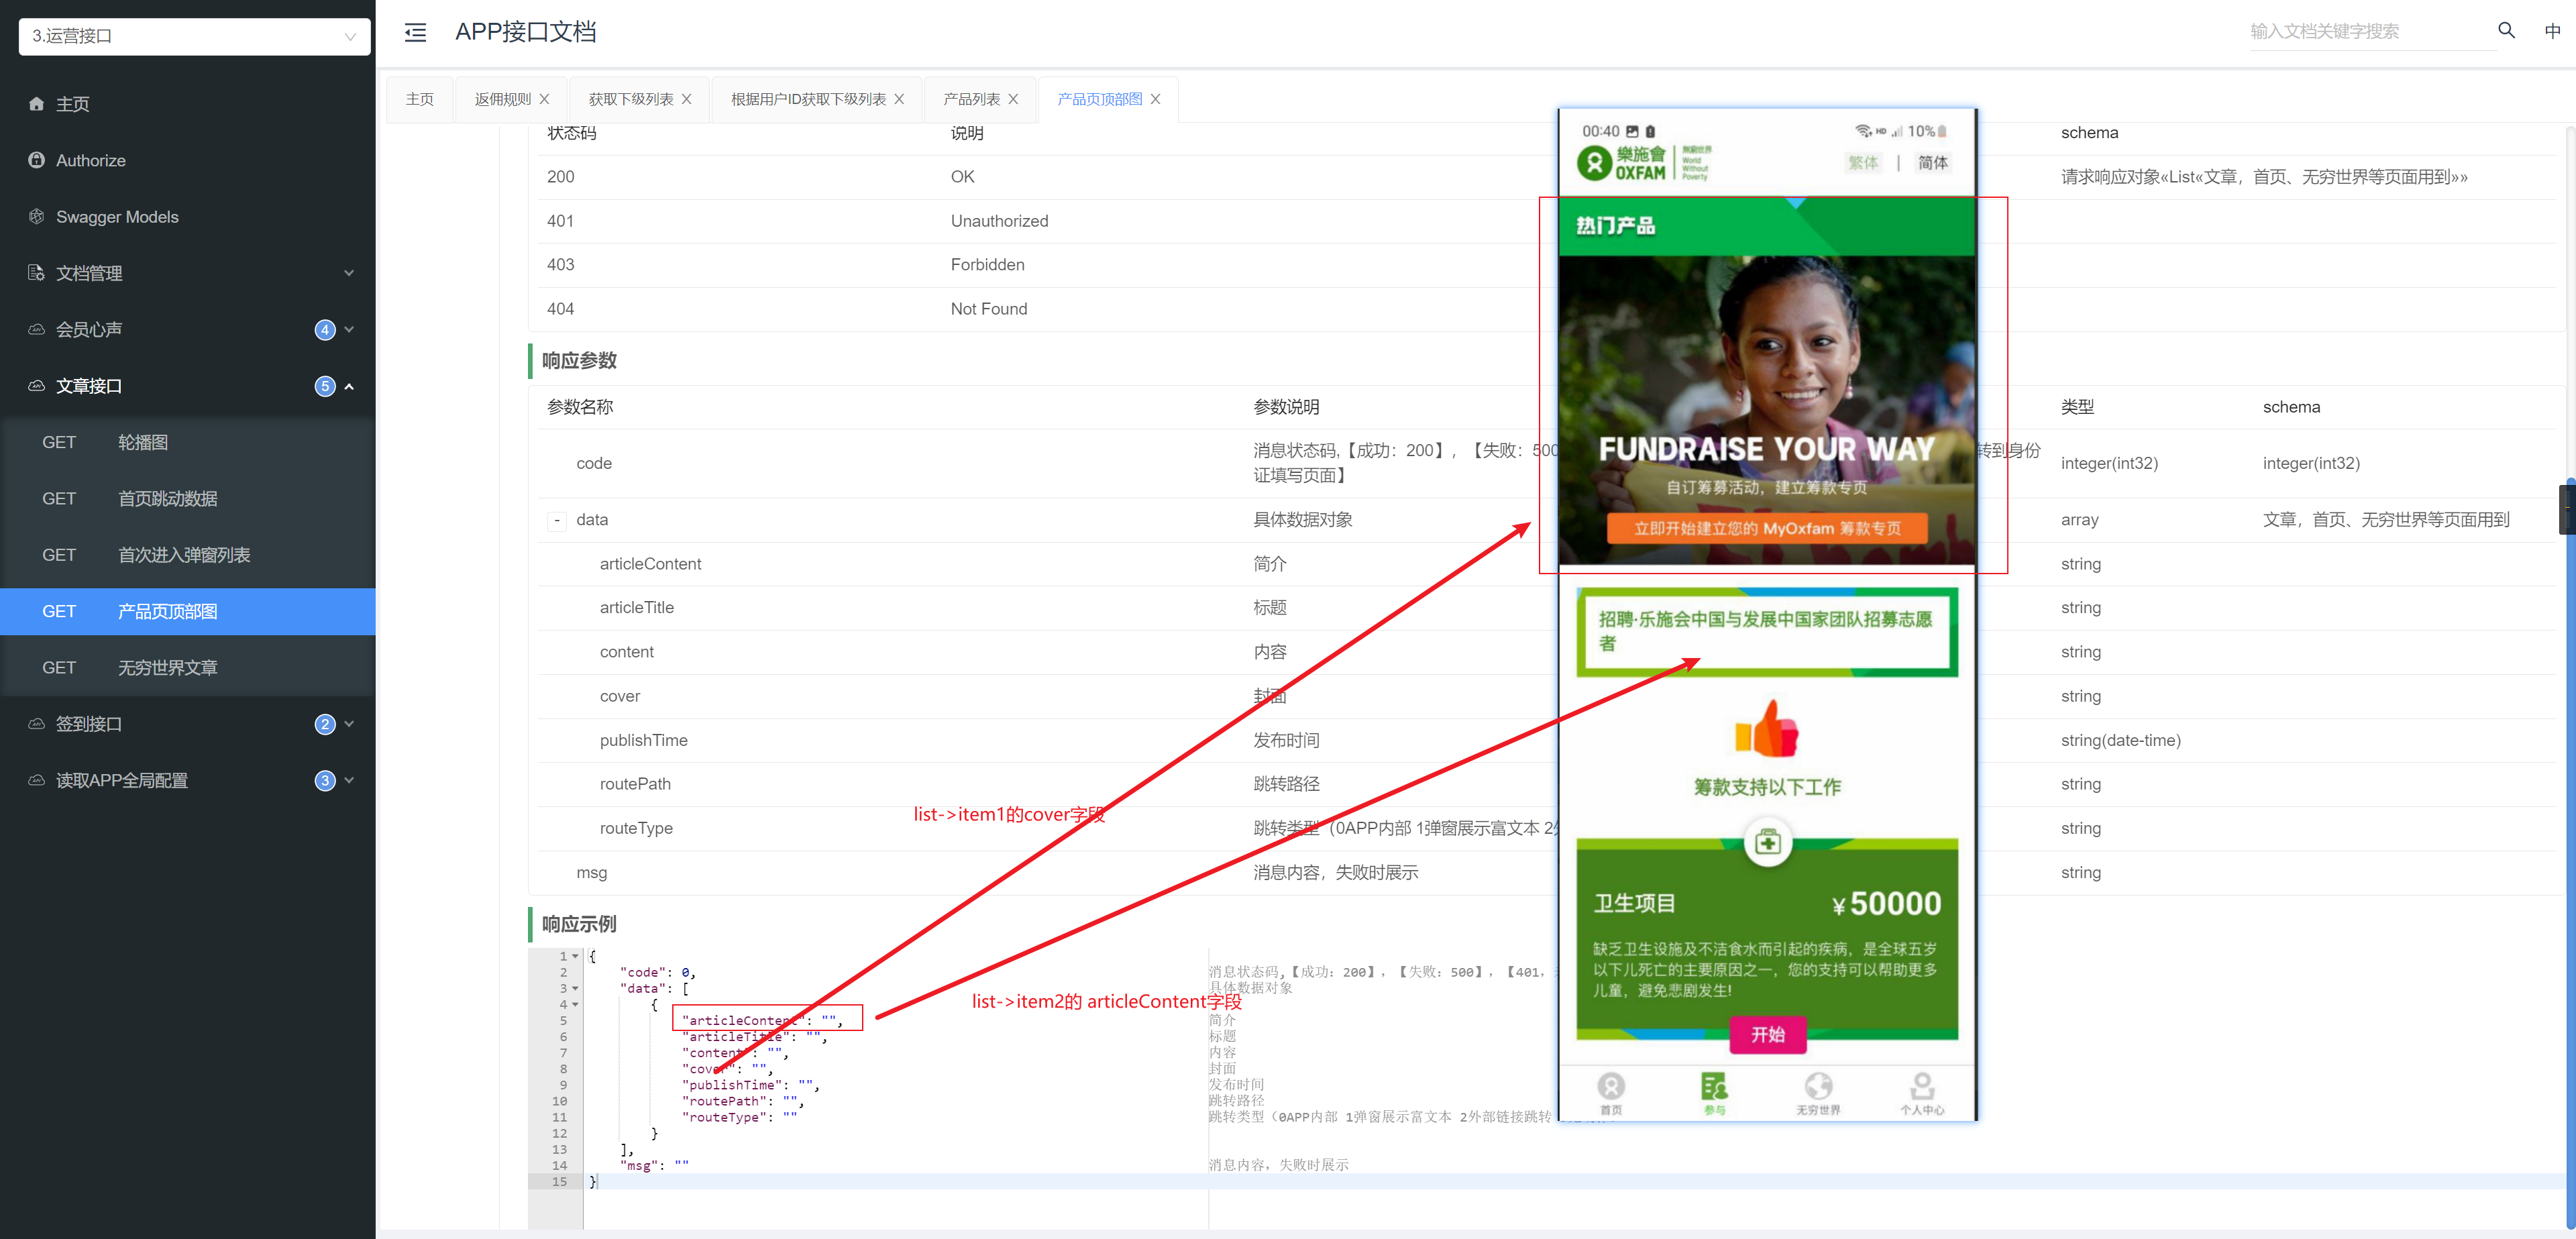 3.运营接口
APP接口文档
输入文档关键字搜索
中
主页
Authorize
Swagger Models
文档管理
会员心声
4
文章接口
5
GET 轮播图
GET 首页跳动数据
GET 首次进入弹窗列表
GET 产品页顶部图
GET 无穷世界文章
签到接口
2
读取APP全局配置
3
主页
返佣规则
获取下级列表
根据用户ID获取下级列表
产品列表
产品页顶部图
状态码 说明 schema
200 OK 请求响应对象«List«文章，首页、无穷世界等页面用到»»
401 Unauthorized
403 Forbidden
404 Not Found
响应参数
参数名称 参数说明 类型 schema
code 消息状态码,【成功：200】,【失败：500 转到身份
证填写页面】 integer(int32) integer(int32)
- data 具体数据对象 array 文章，首页、无穷世界等页面用到
articleContent 简介 string
articleTitle 标题 string
content 内容 string
cover 封面 string
publishTime 发布时间 string(date-time)
routePath 跳转路径 string
routeType 跳转类型（0APP内部 1弹窗展示富文本 2 string
msg 消息内容，失败时展示 string
list->item1的cover字段
list->item2的 articleContent字段
响应示例
1 {
2 "code": 0, 消息状态码,【成功：200】,【失败：500】,【401，
3 "data": [ 具体数据对象
4 {
5 "articleContent": "", 简介
6 "articleTitle": "", 标题
7 "content": "", 内容
8 "cover": "", 封面
9 "publishTime": "", 发布时间
10 "routePath": "", 跳转路径
11 "routeType": "" 跳转类型（0APP内部 1弹窗展示富文本 2外部链接跳转
12 }
13 ],
14 "msg": "" 消息内容，失败时展示
15 }
00:40
HD
10%
樂施會
OXFAM
無窮世界
World
Without
Poverty
繁体 | 简体
热门产品
FUNDRAISE YOUR WAY
自订筹募活动，建立筹款专页
立即开始建立您的 MyOxfam 筹款专页
招聘·乐施会中国与发展中国家团队招募志愿
者
筹款支持以下工作
卫生项目 ￥50000
缺乏卫生设施及不洁食水而引起的疾病，是全球五岁
以下儿死亡的主要原因之一，您的支持可以帮助更多
儿童，避免悲剧发生!
开始
首页
参与
无穷世界
个人中心